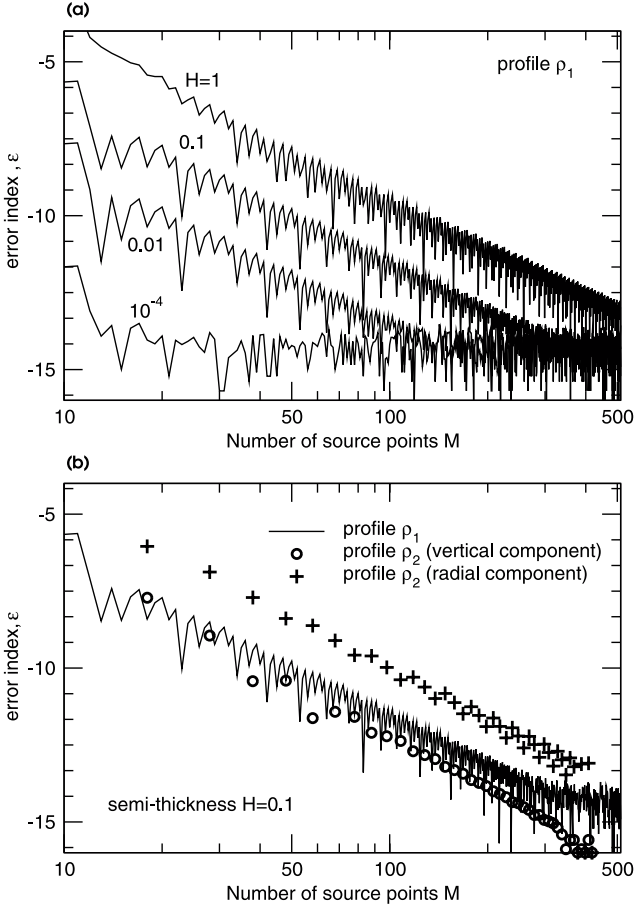 (a)
-5
H=1
profile ρ1
0.1
-10
0.01
10-4
-15
error index , ε
10
50
100
500
Number of source points M
(b)
-5
profile ρ1
profile ρ2 (vertical component)
profile ρ2 (radial component)
-10
error index, ε
semi-thickness H=0.1
-15
10
50
100
500
Number of source points M